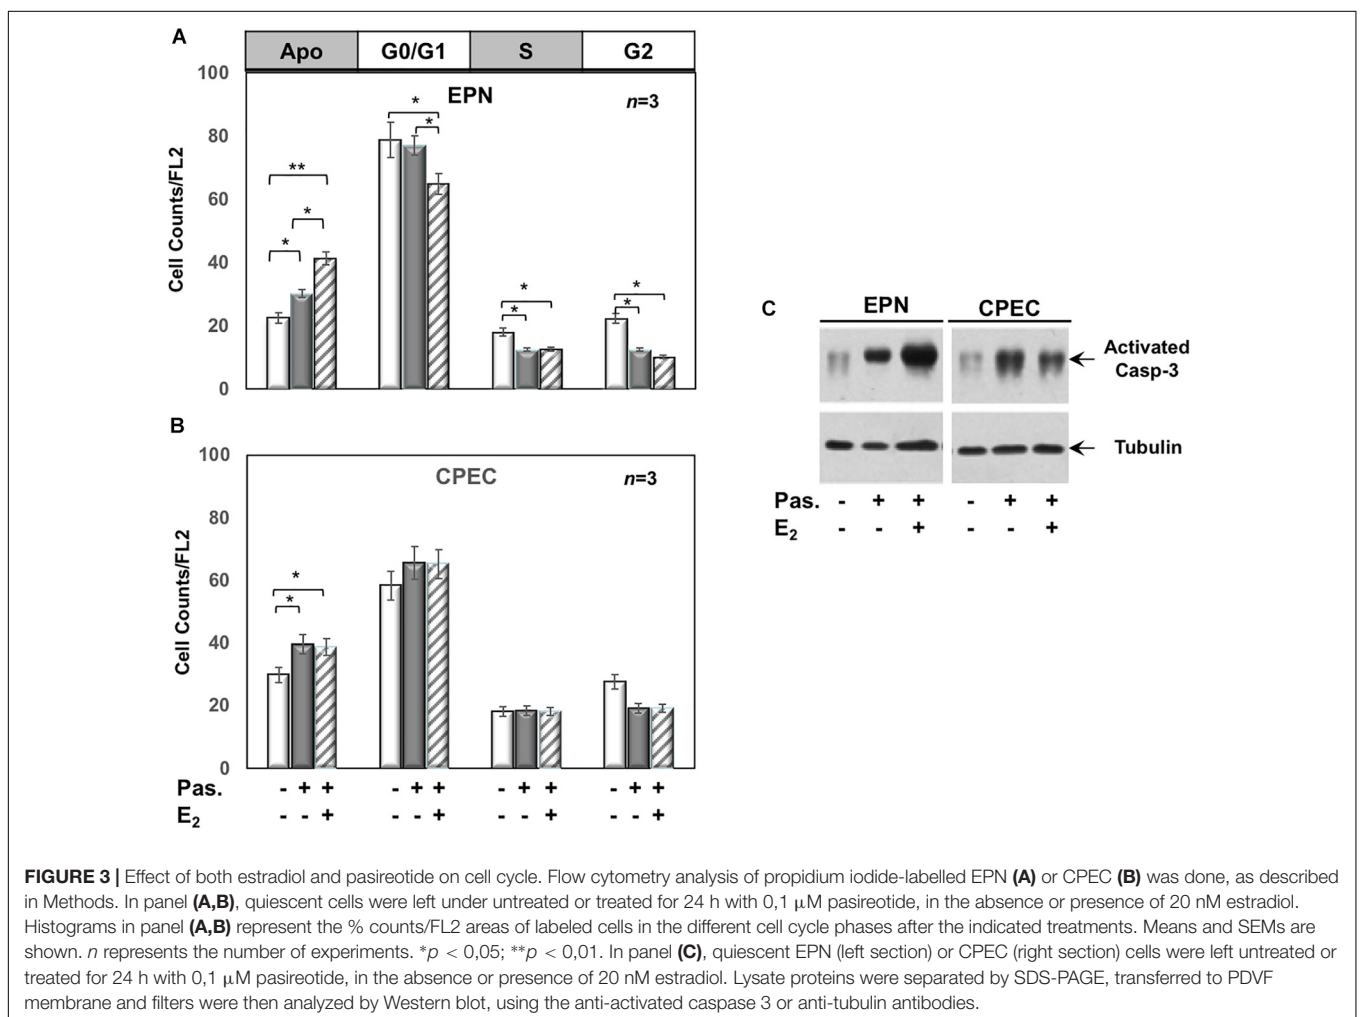 A
Apo G0/G1 S G2
100
EPN
n=3
80
60
40
20
0
Cell Counts/FL2
* *
** * *
* *
* *
B
100
CPEC
n=3
80
60
40
20
0
Cell Counts/FL2
*
*
Pas. - + + - + + - + + - + +
E2 - - + - - + - - + - - +
C
EPN CPEC
Activated
Casp-3
Tubulin
Pas. - + + - + +
E2 - - + - - +
FIGURE 3 | Effect of both estradiol and pasireotide on cell cycle. Flow cytometry analysis of propidium iodide-labelled EPN (A) or CPEC (B) was done, as described
in Methods. In panel (A,B), quiescent cells were left under untreated or treated for 24 h with 0,1 μM pasireotide, in the absence or presence of 20 nM estradiol.
Histograms in panel (A,B) represent the % counts/FL2 areas of labeled cells in the different cell cycle phases after the indicated treatments. Means and SEMs are
shown. n represents the number of experiments. *p < 0,05; **p < 0,01. In panel (C), quiescent EPN (left section) or CPEC (right section) cells were left untreated or
treated for 24 h with 0,1 μM pasireotide, in the absence or presence of 20 nM estradiol. Lysate proteins were separated by SDS-PAGE, transferred to PDVF
membrane and filters were then analyzed by Western blot, using the anti-activated caspase 3 or anti-tubulin antibodies.